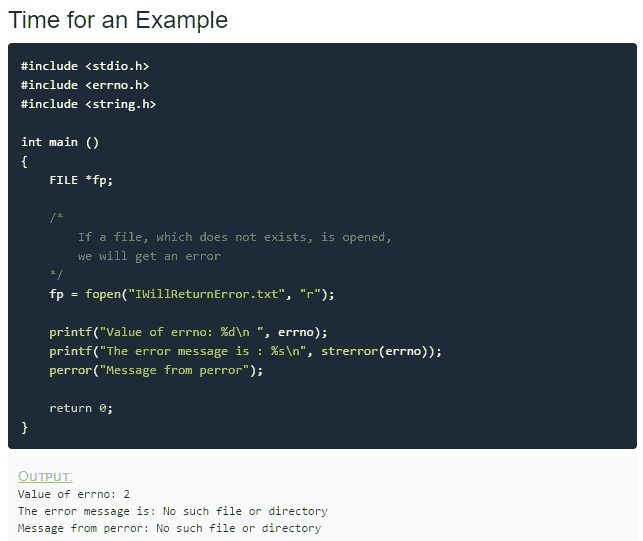 Time for an Example
#include <stdio.h>
#include <errno.h>
#include <string.h>
int main ()
{
FILE *fp;
/*
If a file, which does not exists, is opened,
we will get an error
*/
fp = fopen("IWillReturnError.txt", "r");
printf("Value of errno: %d\n ", errno);
printf("The error message is : %s\n", strerror(errno));
perror("Message from perror");
return 0;
}
OUTPUT:
Value of errno: 2
The error message is: No such file or directory
Message from perror: No such file or directory